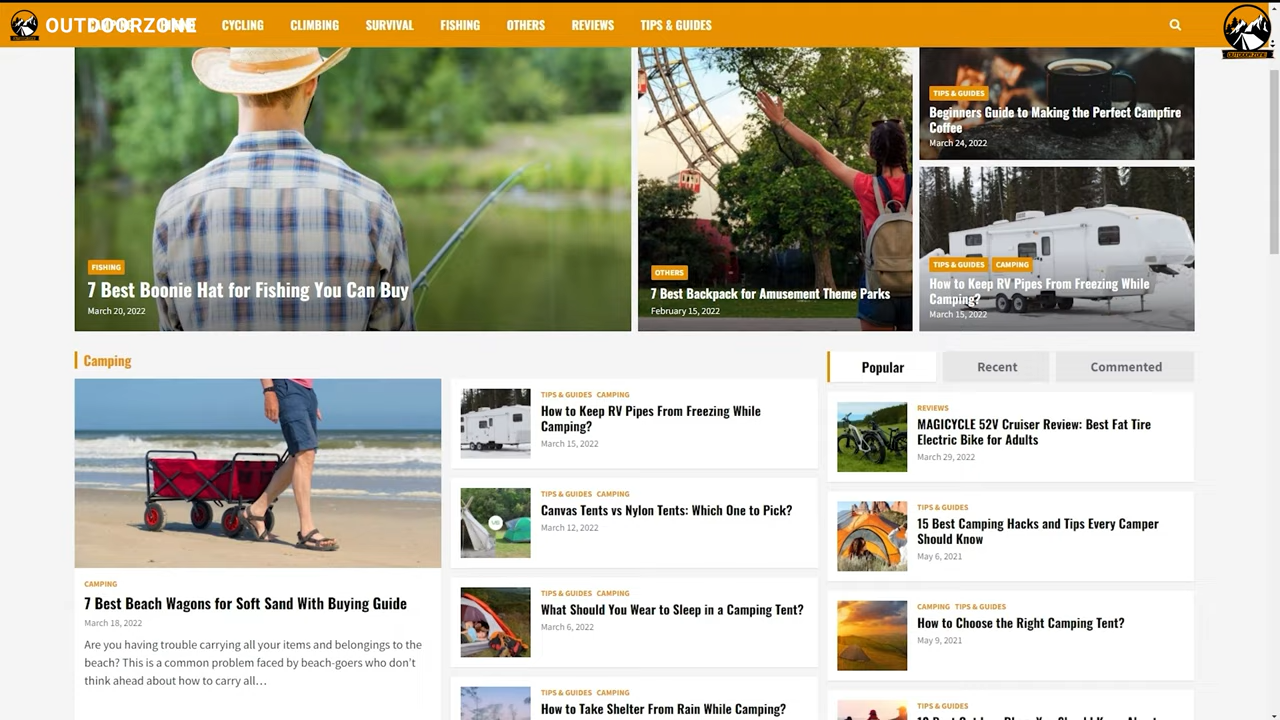 OUTDOORZONE
CYCLING
CLIMBING
SURVIVAL
FISHING
OTHERS
REVIEWS
TIPS & GUIDES
OUTDOORZONE
FISHING
7 Best Boonie Hat for Fishing You Can Buy
March 20, 2022
OTHERS
7 Best Backpack for Amusement Theme Parks
February 15, 2022
TIPS & GUIDES
Beginners Guide to Making the Perfect Campfire
Coffee
March 24, 2022
TIPS & GUIDES CAMPING
How to Keep RV Pipes From Freezing While
Camping?
March 15, 2022
Camping
CAMPING
7 Best Beach Wagons for Soft Sand With Buying Guide
March 18, 2022
Are you having trouble carrying all your items and belongings to the
beach? This is a common problem faced by beach-goers who don't
think ahead about how to carry all…
TIPS & GUIDES CAMPING
How to Keep RV Pipes From Freezing While
Camping?
March 15, 2022
TIPS & GUIDES CAMPING
Canvas Tents vs Nylon Tents: Which One to Pick?
March 12, 2022
VS
TIPS & GUIDES CAMPING
What Should You Wear to Sleep in a Camping Tent?
March 6, 2022
TIPS & GUIDES CAMPING
How to Take Shelter From Rain While Camping?
Popular
Recent
Commented
REVIEWS
MAGICYCLE 52V Cruiser Review: Best Fat Tire
Electric Bike for Adults
March 29, 2022
TIPS & GUIDES
15 Best Camping Hacks and Tips Every Camper
Should Know
May 6, 2021
CAMPING TIPS & GUIDES
How to Choose the Right Camping Tent?
May 9, 2021
TIPS & GUIDES